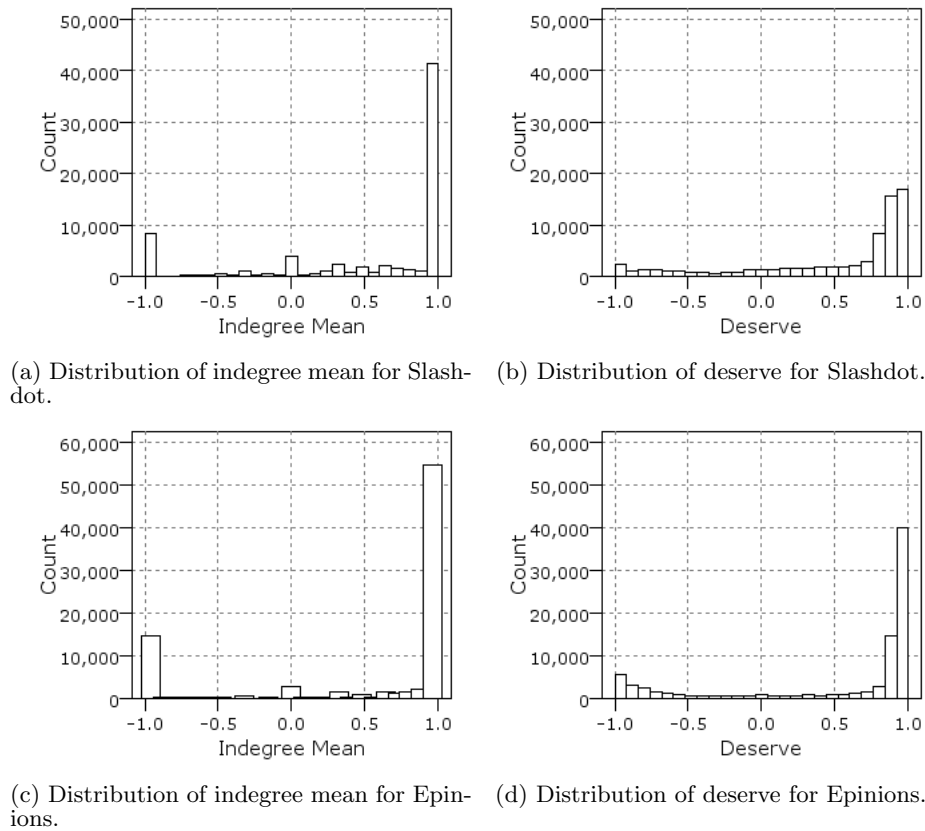 50,000
40,000
30,000
20,000
10,000
0
Count
-1.0 -0.5 0.0 0.5 1.0
Indegree Mean
(a) Distribution of indegree mean for Slash-
dot.
50,000
40,000
30,000
20,000
10,000
0
Count
-1.0 -0.5 0.0 0.5 1.0
Deserve
(b) Distribution of deserve for Slashdot.
60,000
50,000
40,000
30,000
20,000
10,000
0
Count
-1.0 -0.5 0.0 0.5 1.0
Indegree Mean
(c) Distribution of indegree mean for Epin-
ions.
60,000
50,000
40,000
30,000
20,000
10,000
0
Count
-1.0 -0.5 0.0 0.5 1.0
Deserve
(d) Distribution of deserve for Epinions.